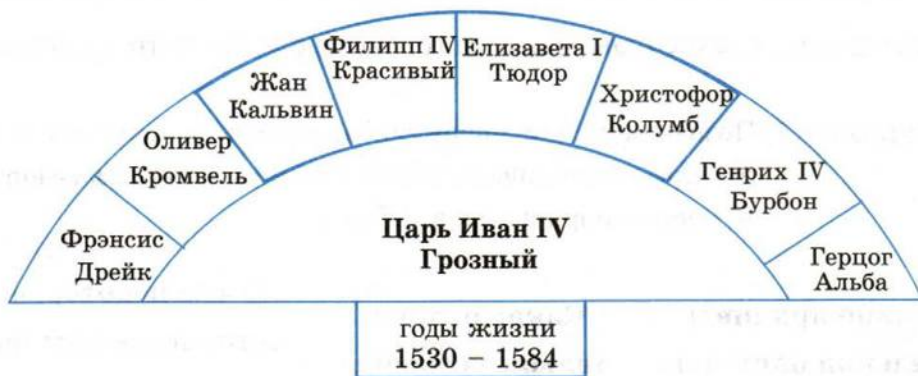 Фрэнсис
Дрейк
Оливер
Кромвель
Жан
Кальвин
Филипп IV
Красивый
Елизавета I
Тюдор
Христофор
Колумб
Генрих IV
Бурбон
Герцог
Альба
Царь Иван IV
Грозный
годы жизни
1530 – 1584